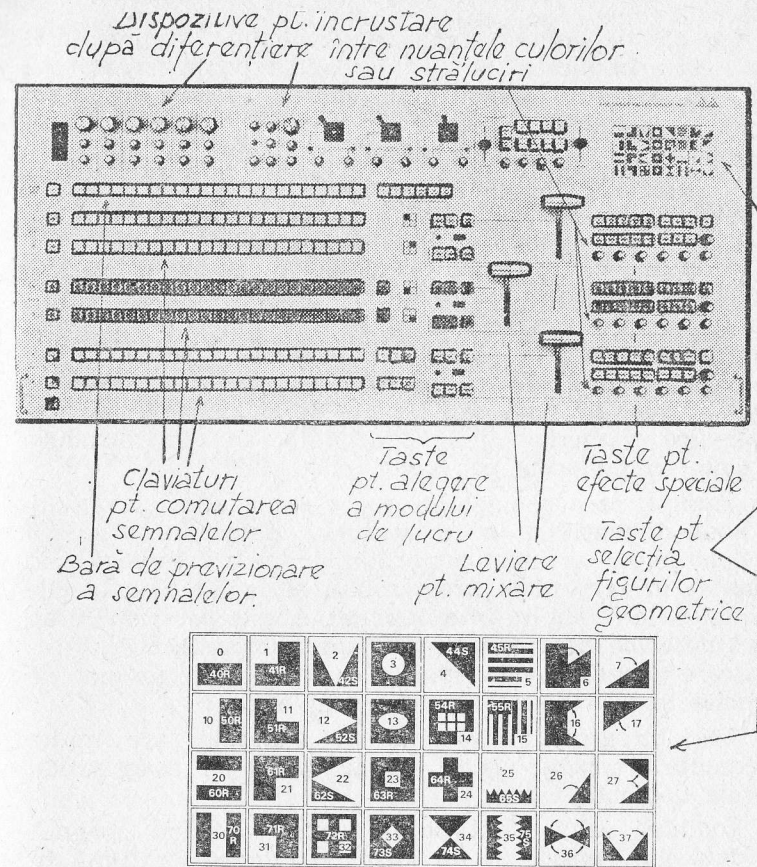 Dispozitive pt. incrustare
după diferențiere între nuanțele culorilor
sau străluciri
Claviaturi
pt. comutarea
semnalelor
Bară de previzionare
a semnalelor
Taste
pt. alegere
a modului
de lucru
Leviere
pt. mixare
Taste pt.
efecte speciale
Taste pt
selecția
figurilor
geometrice
0 40R 1 41R 2 42S 3 44S 4 45R 5 6 7
10 50R 11 51R 12 52S 13 54R 14 55R 15 16 17
20 60R 61R 21 22 62S 23 63R 64R 24 25 65S 26 27
30 70R 71R 31 72R 32 33 73S 34 74S 35 75S 36 37